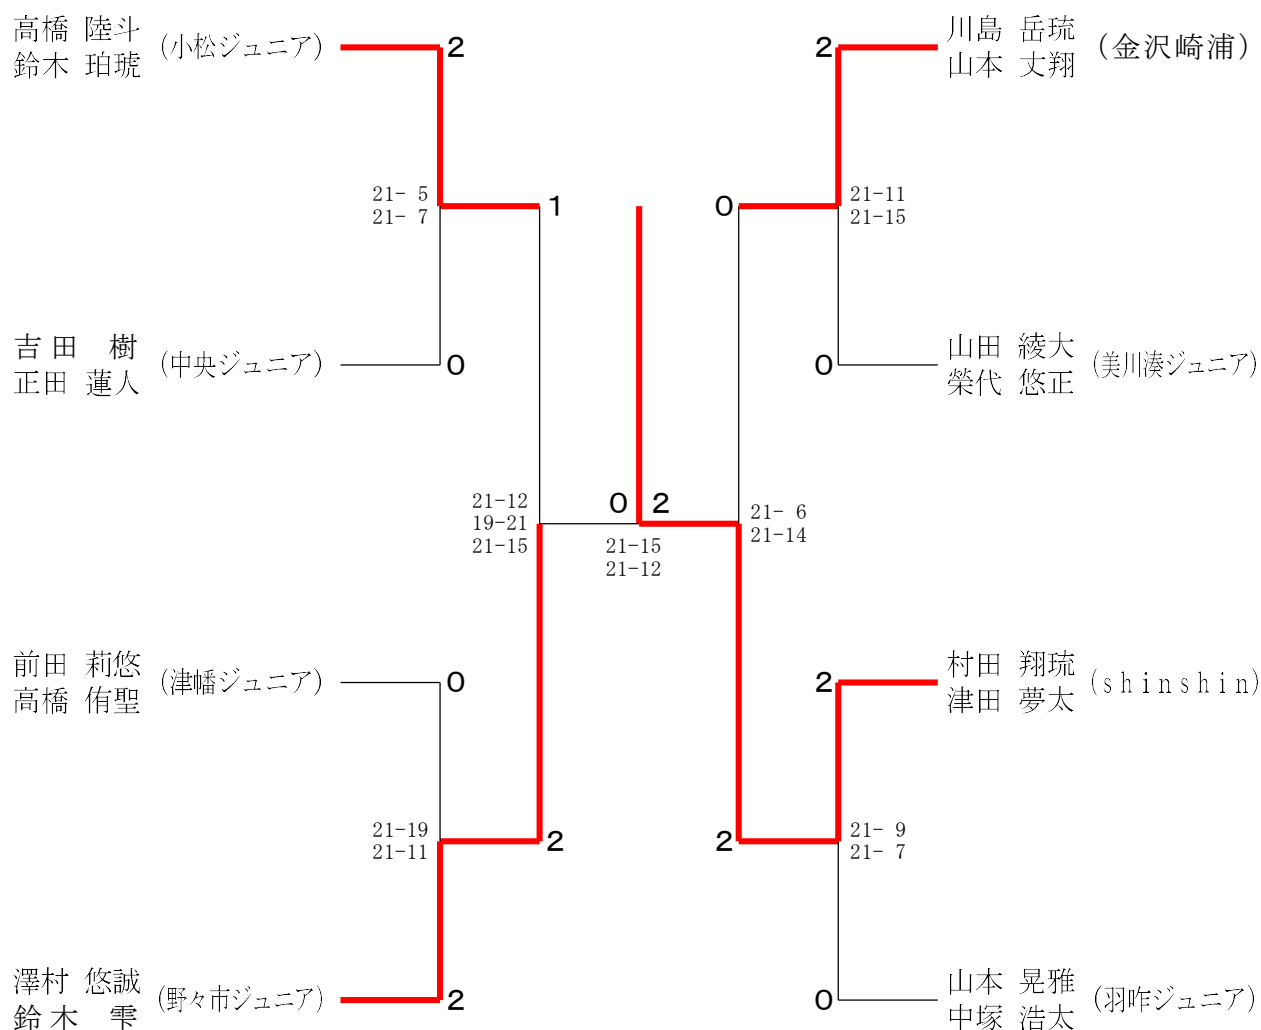 高橋 陸斗
鈴木 珀琥
(小松ジュニア)
2
21- 5
21- 7
1
吉田 樹
正田 蓮人
(中央ジュニア)
0
21-12
19-21
21-15
前田 莉悠
高橋 侑聖
(津幡ジュニア)
0
21-19
21-11
2
澤村 悠誠
鈴木 雫
(野々市ジュニア)
2
0 2
21-15
21-12
2
川島 岳琉
山本 丈翔
(金沢崎浦)
0
21-11
21-15
0
山田 綾大
榮代 悠正
(美川湊ジュニア)
21- 6
21-14
2
村田 翔琉
津田 夢太
(shinshin)
2
21- 9
21- 7
0
山本 晃雅
中塚 浩太
(羽咋ジュニア)